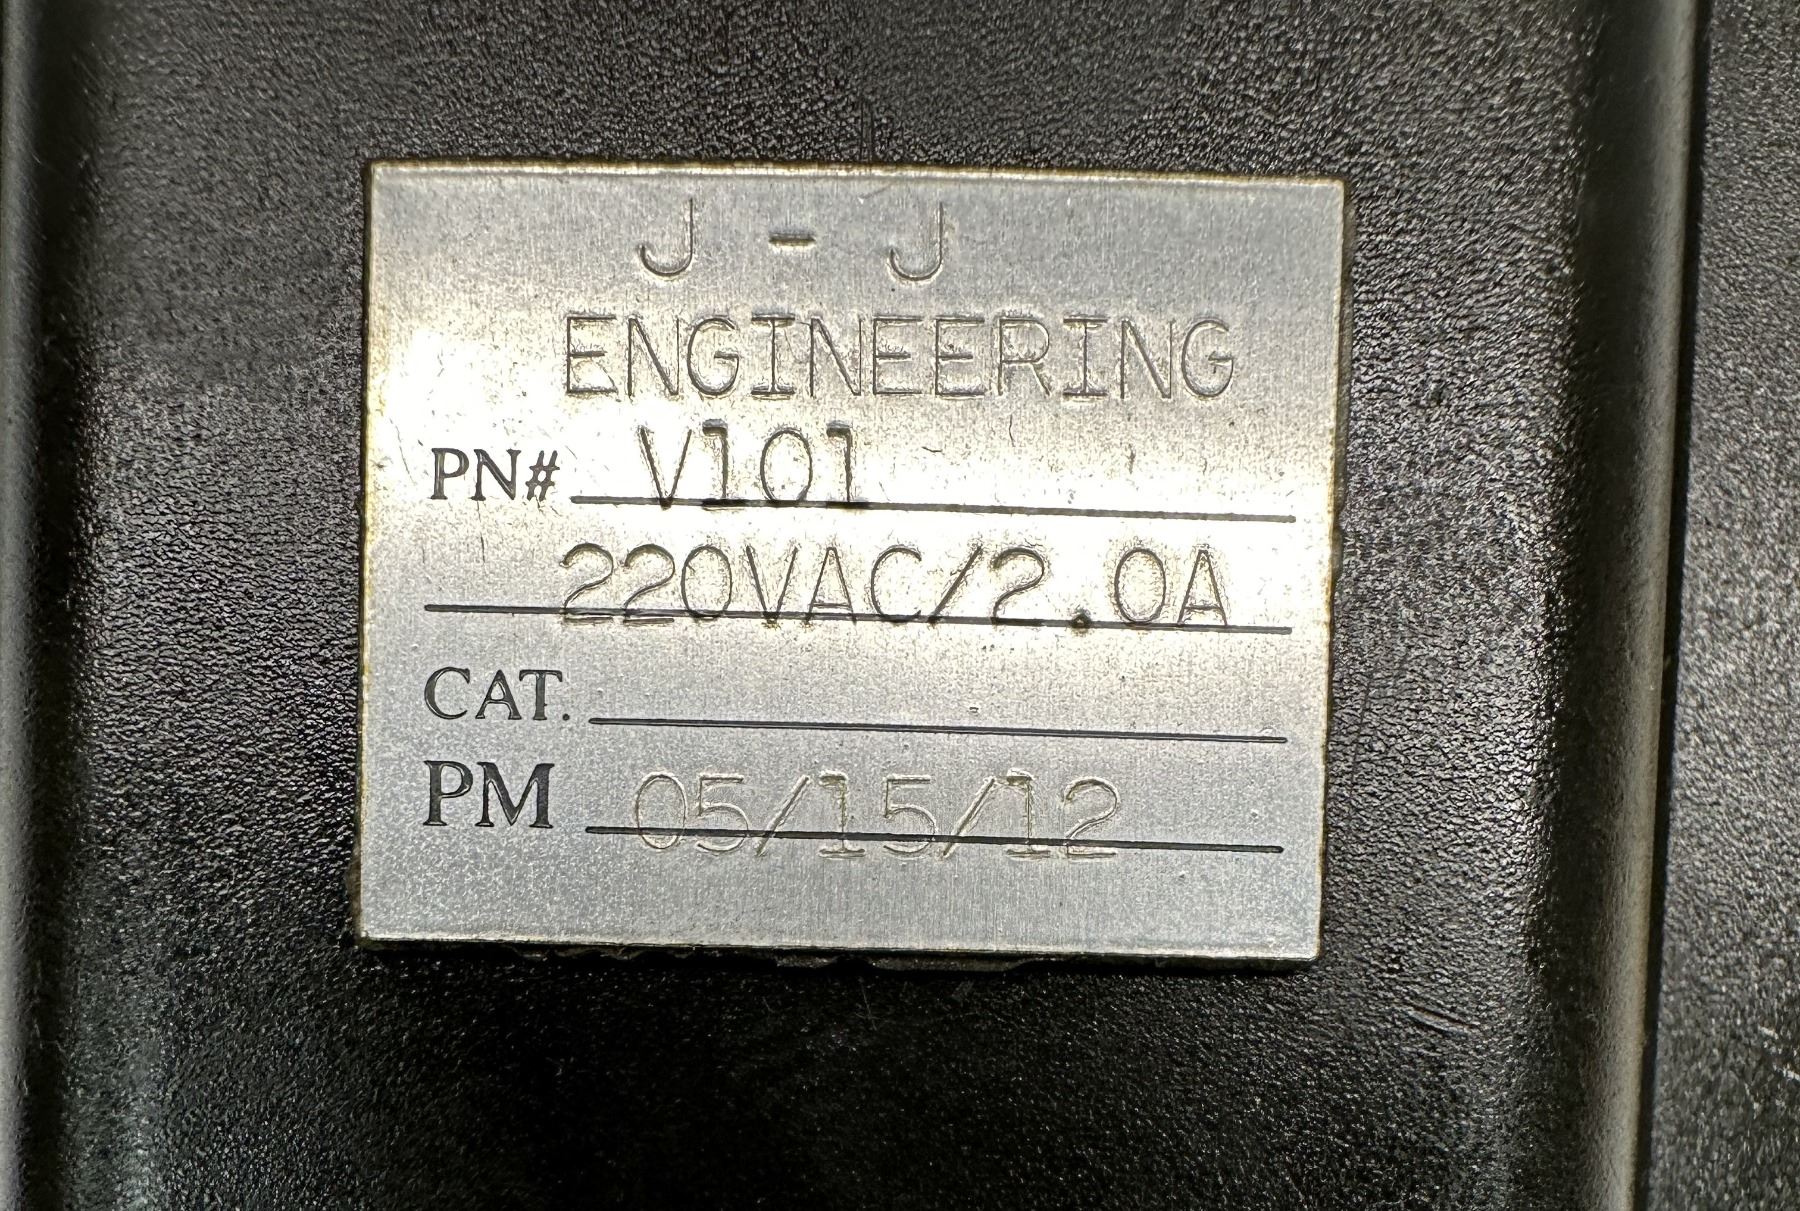 J - J
ENGINEERING
PN# V101
220VAC/2.0A
CAT.
PM 05/15/12